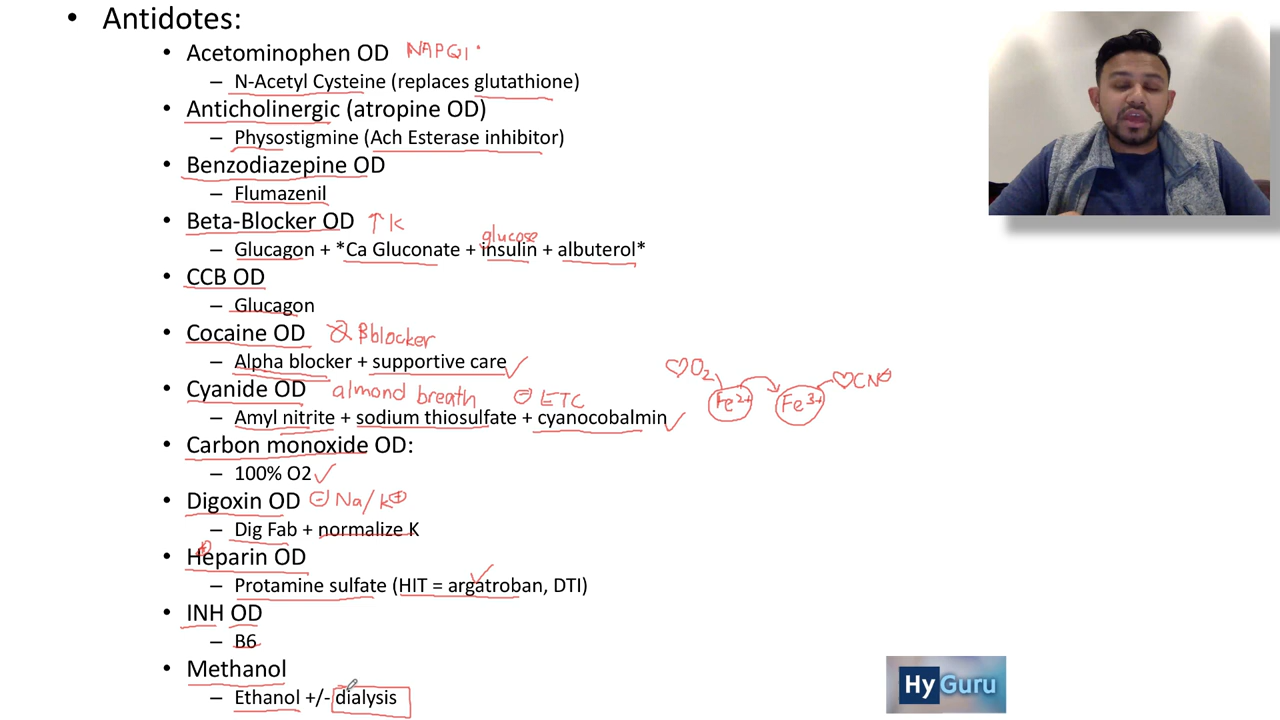 • Antidotes:
• Acetominophen OD NAPQI
– N-Acetyl Cysteine (replaces glutathione)
• Anticholinergic (atropine OD)
– Physostigmine (Ach Esterase inhibitor)
• Benzodiazepine OD
– Flumazenil
• Beta-Blocker OD ↑K
glucose
– Glucagon + *Ca Gluconate + insulin + albuterol*
• CCB OD
– Glucagon
• Cocaine OD βblocker
– Alpha blocker + supportive care
• Cyanide OD almond breath ⊖ ETC
– Amyl nitrite + sodium thiosulfate + cyanocobalmin
♡O2 Fe2+ Fe3+ ♡CN⊖
• Carbon monoxide OD:
– 100% O2
• Digoxin OD ⊖ Na/K⊕
– Dig Fab + normalize K
• Heparin OD
– Protamine sulfate (HIT = argatroban, DTI)
• INH OD
– B6
• Methanol
– Ethanol +/- dialysis
HyGuru